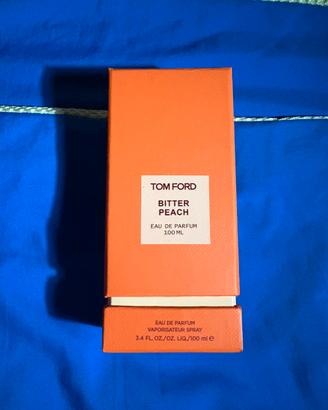 TOM FORD
BITTER
PEACH
EAU DE PARFUM
100 ML
EAU DE PARFUM
VAPORISATEUR SPRAY
3.4 FL. OZ./OZ. LIQ./100 ml ℮